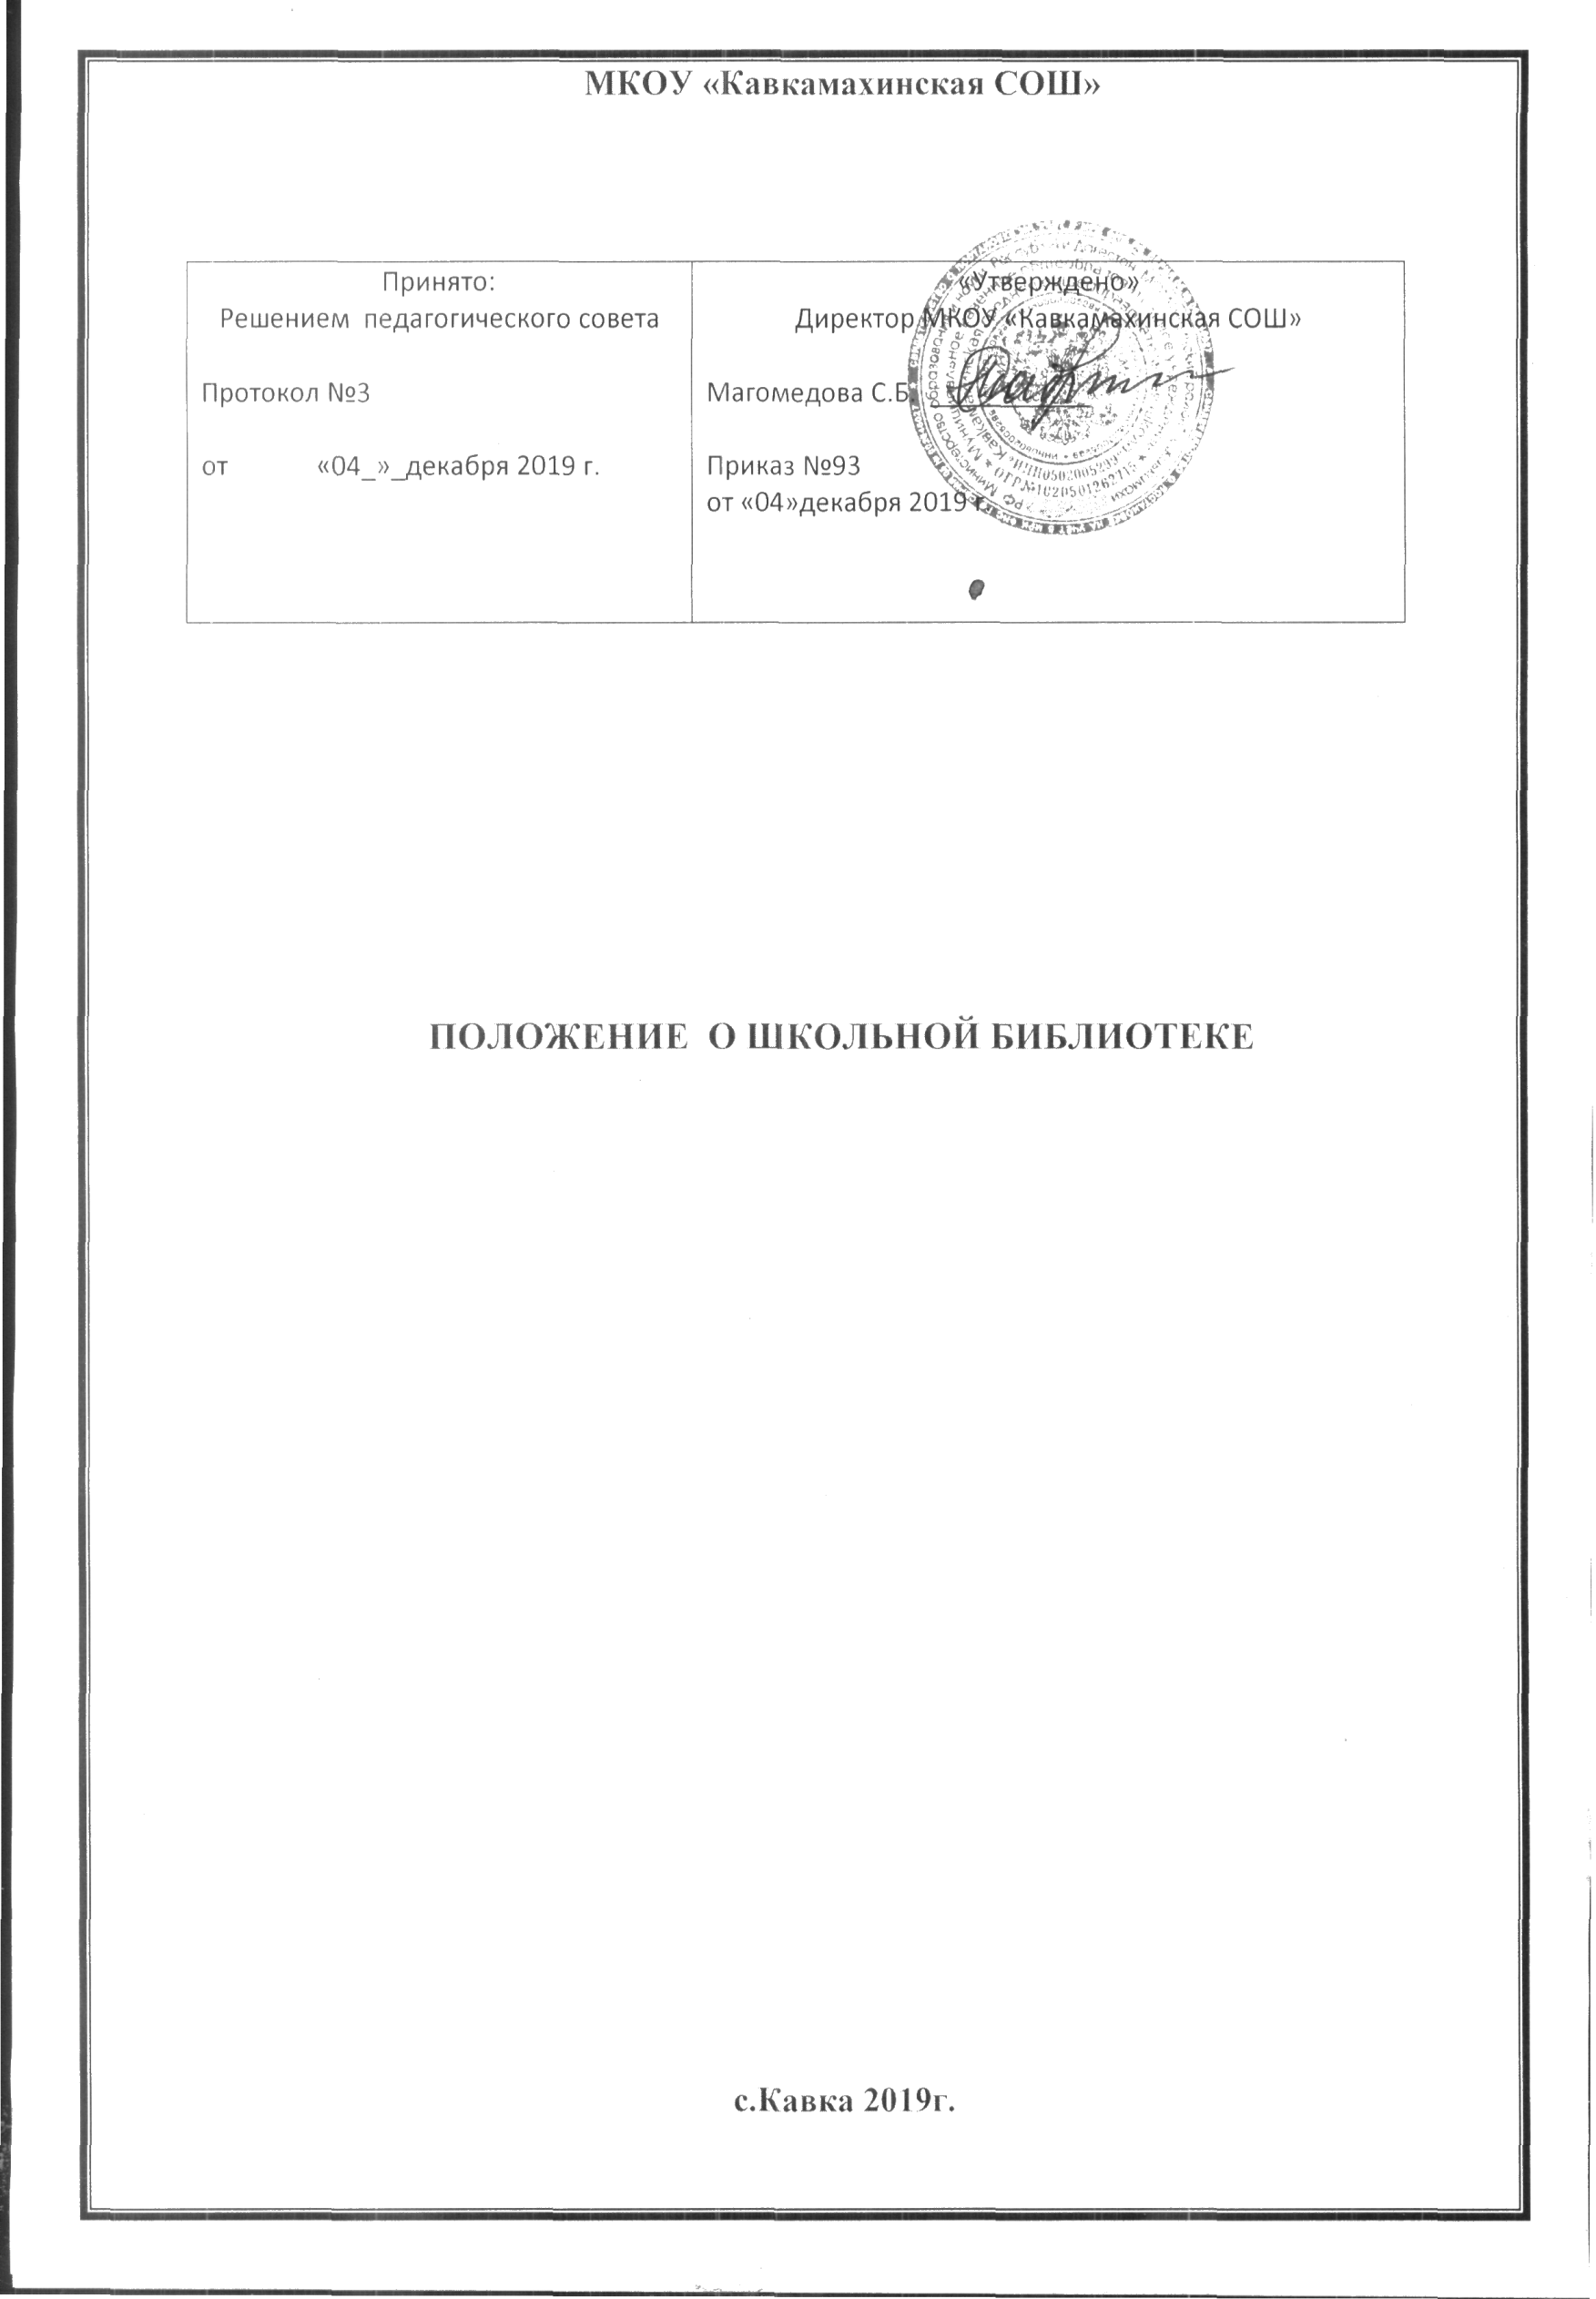 МКОУ «Кавкамахинская СОШ»
Принято:
Решением педагогического совета
Протокол №3
от «04_»_декабря 2019 г.
«Утверждено»
Директор МКОУ «Кавкамахинская СОШ»
Магомедова С.Б.
Приказ №93
от «04»декабря 2019 г.
ПОЛОЖЕНИЕ О ШКОЛЬНОЙ БИБЛИОТЕКЕ
с.Кавка 2019г.